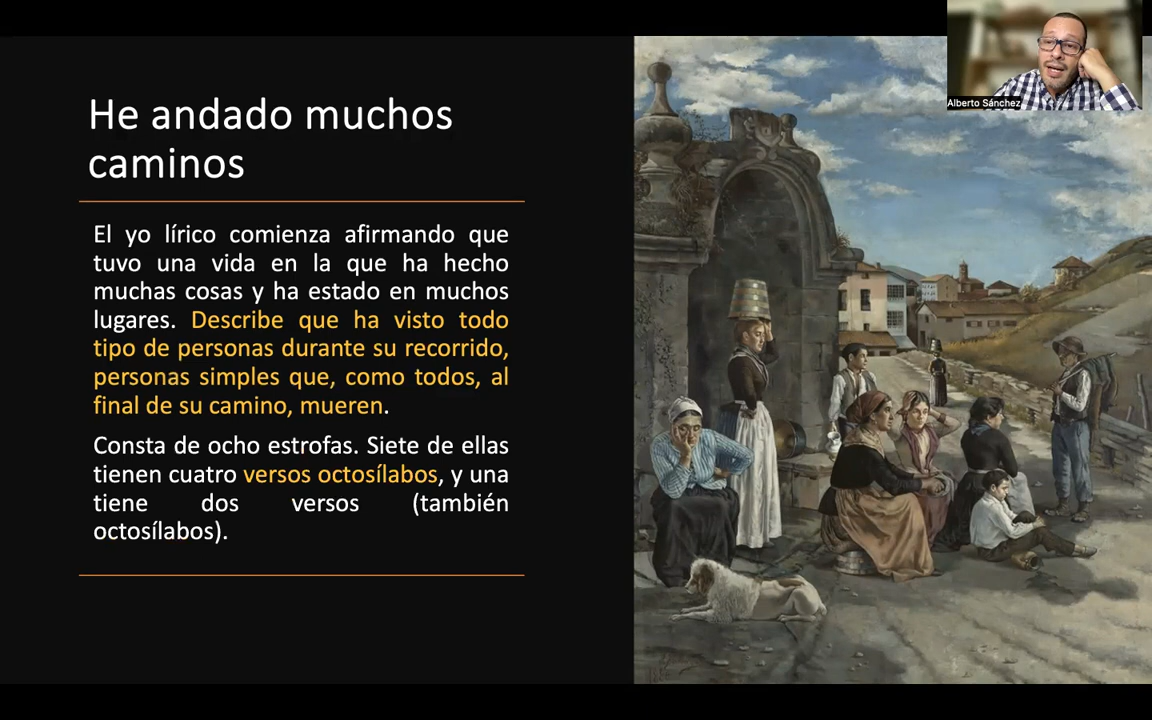 He andado muchos
caminos
El yo lírico comienza afirmando que
tuvo una vida en la que ha hecho
muchas cosas y ha estado en muchos
lugares. Describe que ha visto todo
tipo de personas durante su recorrido,
personas simples que, como todos, al
final de su camino, mueren.
Consta de ocho estrofas. Siete de ellas
tienen cuatro versos octosílabos, y una
tiene dos versos (también
octosílabos).
Alberto Sánchez